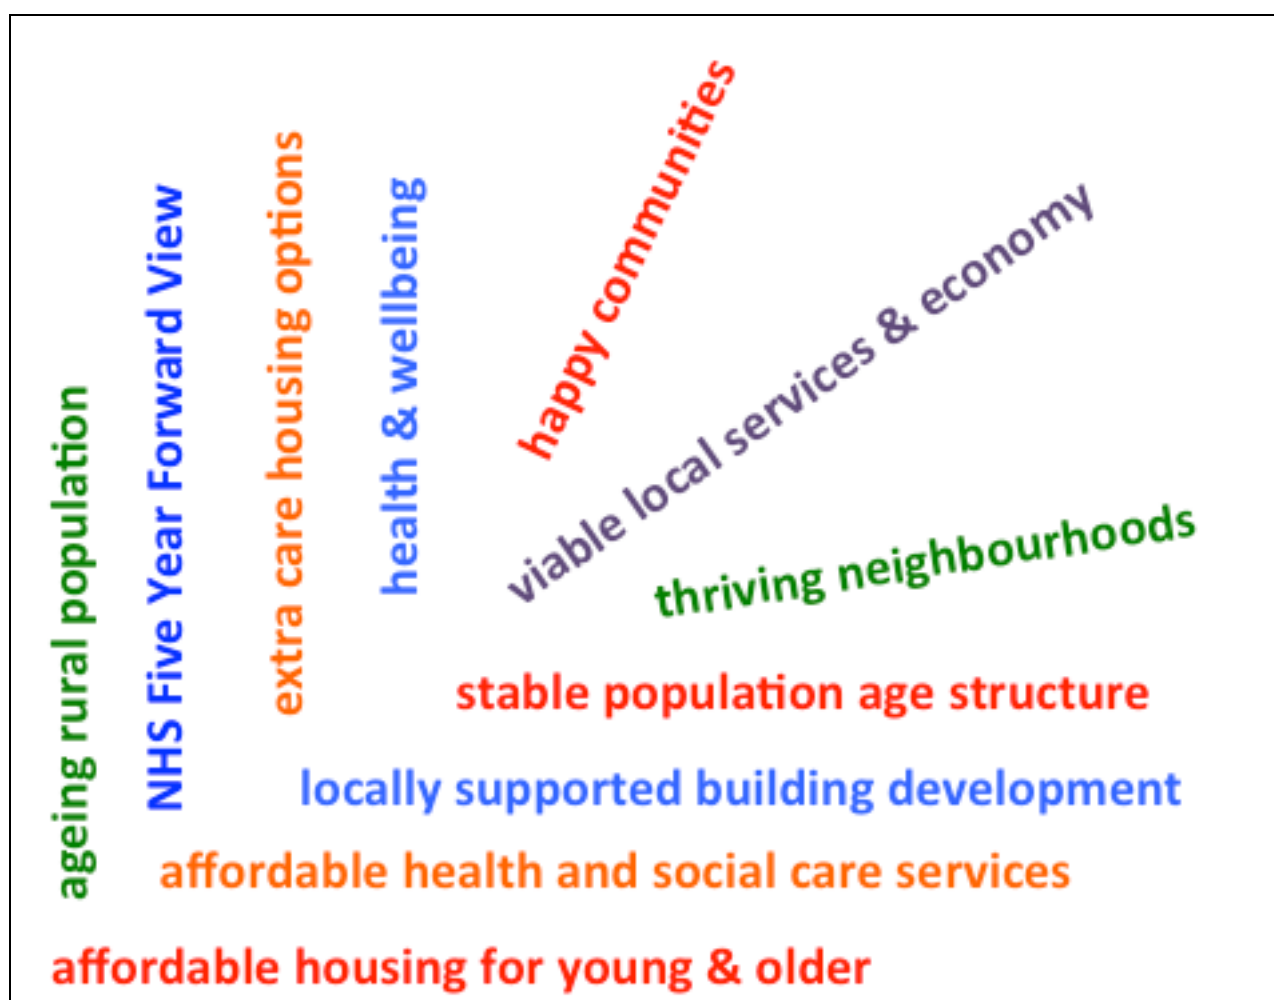 ageing rural population
NHS Five Year Forward View
extra care housing options
health & wellbeing
happy communities
viable local services & economy
thriving neighbourhoods
stable population age structure
locally supported building development
affordable health and social care services
affordable housing for young & older